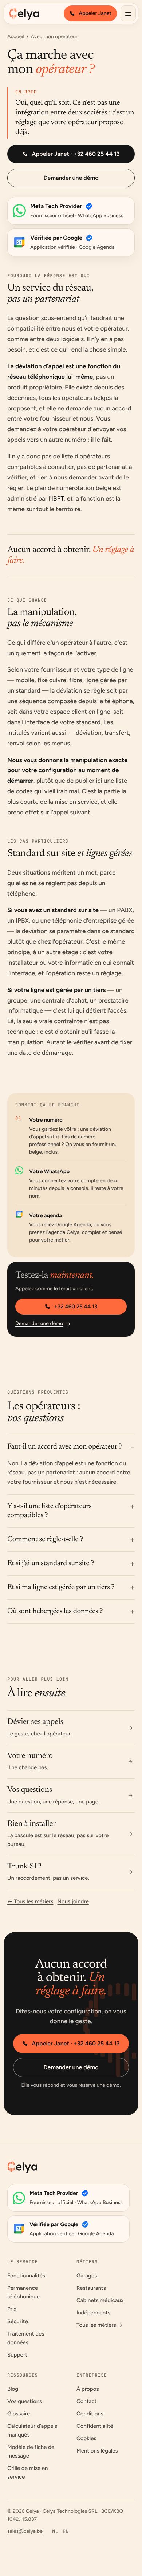 Celya
Appeler Janet
Accueil / Avec mon opérateur
Ça marche avec
mon opérateur ?
EN BREF
Oui, quel qu'il soit. Ce n'est pas une
intégration entre deux sociétés : c'est un
réglage que votre opérateur propose
déjà.
Appeler Janet · +32 460 25 44 13
Demander une démo
Meta Tech Provider
Fournisseur officiel · WhatsApp Business
Vérifiée par Google
Application vérifiée · Google Agenda
POURQUOI LA RÉPONSE EST OUI
Un service du réseau,
pas un partenariat
La question sous-entend qu'il faudrait une
compatibilité entre nous et votre opérateur,
comme entre deux logiciels. Il n'y en a pas
besoin, et c'est ce qui rend la réponse simple.
La déviation d'appel est une fonction du
réseau téléphonique lui-même, pas un
produit propriétaire. Elle existe depuis des
décennies, tous les opérateurs belges la
proposent, et elle ne demande aucun accord
entre le fournisseur et nous. Vous
demandez à votre opérateur d'envoyer vos
appels vers un autre numéro ; il le fait.
Il n'y a donc pas de liste d'opérateurs
compatibles à consulter, pas de partenariat à
vérifier, et rien à nous demander avant de
changer. Le plan de numérotation belge est
administré par l'IBPT, et la fonction est la
même sur tout le territoire.
Aucun accord à obtenir. Un réglage à
faire.
CE QUI CHANGE
La manipulation,
pas le mécanisme
Ce qui diffère d'un opérateur à l'autre, c'est
uniquement la façon de l'activer.
Selon votre fournisseur et votre type de ligne
— mobile, fixe cuivre, fibre, ligne gérée par
un standard — la déviation se règle soit par
une séquence composée depuis le téléphone,
soit dans votre espace client en ligne, soit
dans l'interface de votre standard. Les
intitulés varient aussi — déviation, transfert,
renvoi selon les menus.
Nous vous donnons la manipulation exacte
pour votre configuration au moment de
démarrer, plutôt que de publier ici une liste
de codes qui vieillirait mal. C'est la partie la
plus courte de la mise en service, et elle
prend effet sur l'appel suivant.
LES CAS PARTICULIERS
Standard sur site et lignes gérées
Deux situations méritent un mot, parce
qu'elles ne se règlent pas depuis un
téléphone.
Si vous avez un standard sur site — un PABX,
un IPBX, ou une téléphonie d'entreprise gérée
— la déviation se paramètre dans ce standard
plutôt que chez l'opérateur. C'est le même
principe, à un autre étage : c'est votre
installateur ou votre informaticien qui connaît
l'interface, et l'opération reste un réglage.
Si votre ligne est gérée par un tiers — un
groupe, une centrale d'achat, un prestataire
informatique — c'est lui qui détient l'accès.
Là, la seule vraie contrainte n'est pas
technique : c'est d'obtenir qu'il fasse la
manipulation. Autant le vérifier avant de fixer
une date de démarrage.
COMMENT ÇA SE BRANCHE
01
Votre numéro
Vous gardez le vôtre : une déviation
d'appel suffit. Pas de numéro
professionnel ? On vous en fournit un,
belge, inclus.
Votre WhatsApp
Vous connectez votre compte en deux
minutes depuis la console. Il reste à votre
nom.
Votre agenda
Vous reliez Google Agenda, ou vous
prenez l'agenda Celya, complet et pensé
pour votre métier.
Testez-la maintenant.
Appelez comme le ferait un client.
+32 460 25 44 13
Demander une démo →
QUESTIONS FRÉQUENTES
Les opérateurs :
vos questions
Faut-il un accord avec mon opérateur ? −
Non. La déviation d'appel est une fonction du
réseau, pas un partenariat : aucun accord entre
votre fournisseur et nous n'est nécessaire.
Y a-t-il une liste d'opérateurs
compatibles ? +
Comment se règle-t-elle ? +
Et si j'ai un standard sur site ? +
Et si ma ligne est gérée par un tiers ? +
Où sont hébergées les données ? +
POUR ALLER PLUS LOIN
À lire ensuite
Dévier ses appels
Le geste, chez l'opérateur. →
Votre numéro
Il ne change pas. →
Vos questions
Une question, une réponse, une page. →
Rien à installer
La bascule est sur le réseau, pas sur votre
bureau. →
Trunk SIP
Un raccordement, pas un service. →
← Tous les métiers Nous joindre
Aucun accord
à obtenir. Un
réglage à faire.
Dites-nous votre configuration, on vous
donne le geste.
Appeler Janet · +32 460 25 44 13
Demander une démo
Elle vous répond et vous réserve une démo.
Celya
Meta Tech Provider
Fournisseur officiel · WhatsApp Business
Vérifiée par Google
Application vérifiée · Google Agenda
LE SERVICE
Fonctionnalités
Permanence
téléphonique
Prix
Sécurité
Traitement des
données
Support
MÉTIERS
Garages
Restaurants
Cabinets médicaux
Indépendants
Tous les métiers →
RESSOURCES
Blog
Vos questions
Glossaire
Calculateur d'appels
manqués
Modèle de fiche de
message
Grille de mise en
service
ENTREPRISE
À propos
Contact
Conditions
Confidentialité
Cookies
Mentions légales
© 2026 Celya · Celya Technologies SRL · BCE/KBO
1042.115.837
sales@celya.be NL EN